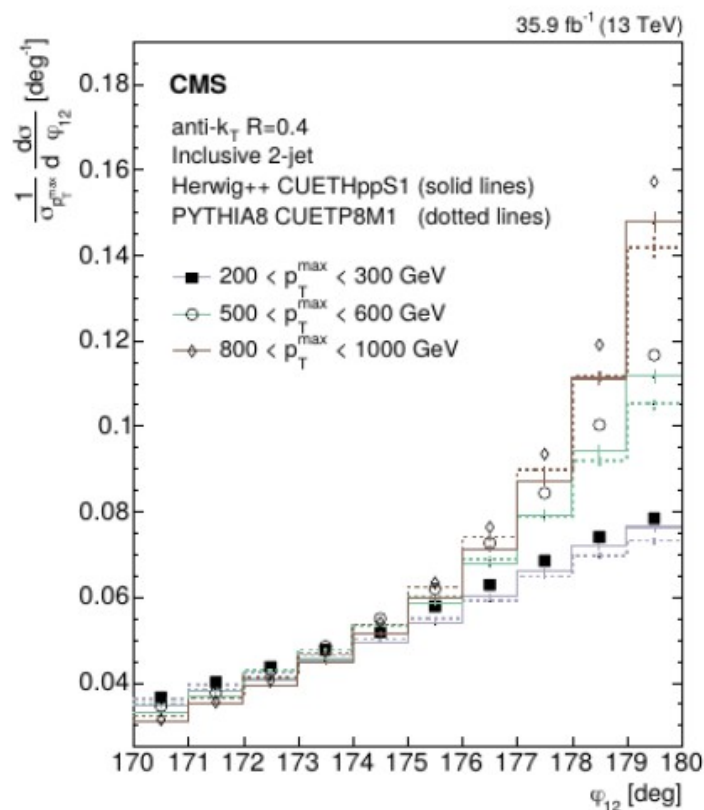 35.9 fb⁻¹ (13 TeV)
1/σ_{p_T^{max}} dσ/d φ₁₂ [deg⁻¹]
CMS
anti-k_T R=0.4
Inclusive 2-jet
Herwig++ CUETHppS1 (solid lines)
PYTHIA8 CUETP8M1 (dotted lines)
200 < p_T^{max} < 300 GeV
500 < p_T^{max} < 600 GeV
800 < p_T^{max} < 1000 GeV
0.18
0.16
0.14
0.12
0.1
0.08
0.06
0.04
170 171 172 173 174 175 176 177 178 179 180
φ₁₂ [deg]